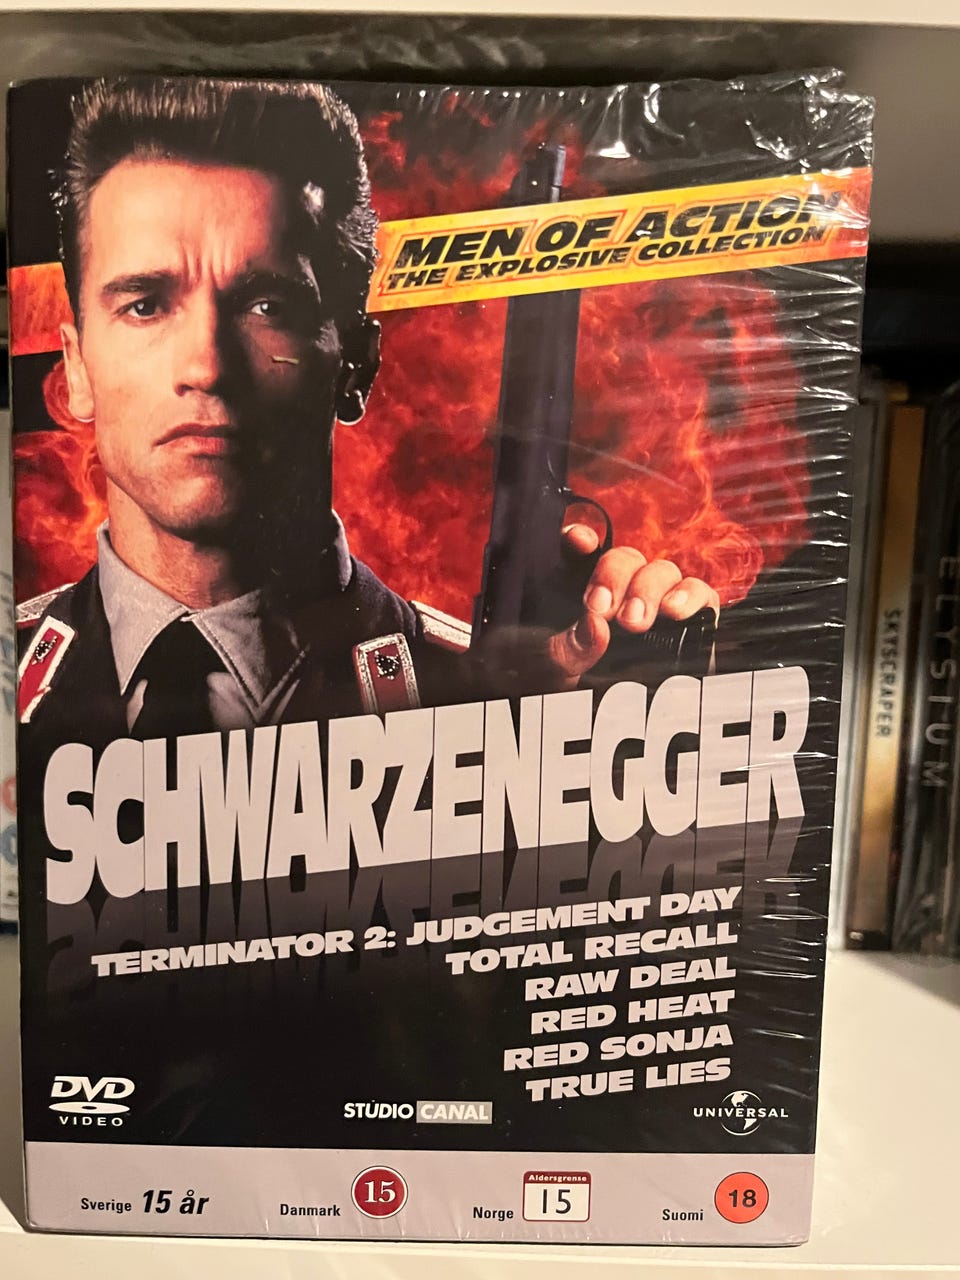 MEN OF ACTION
THE EXPLOSIVE COLLECTION
SCHWARZENEGGER
TERMINATOR 2: JUDGEMENT DAY
TOTAL RECALL
RAW DEAL
RED HEAT
RED SONJA
TRUE LIES
DVD
VIDEO
STUDIO CANAL
UNIVERSAL
Sverige 15 år
Danmark 15
Norge Aldersgrense 15
Suomi 18
SKYSCRAPER
ELYSIUM